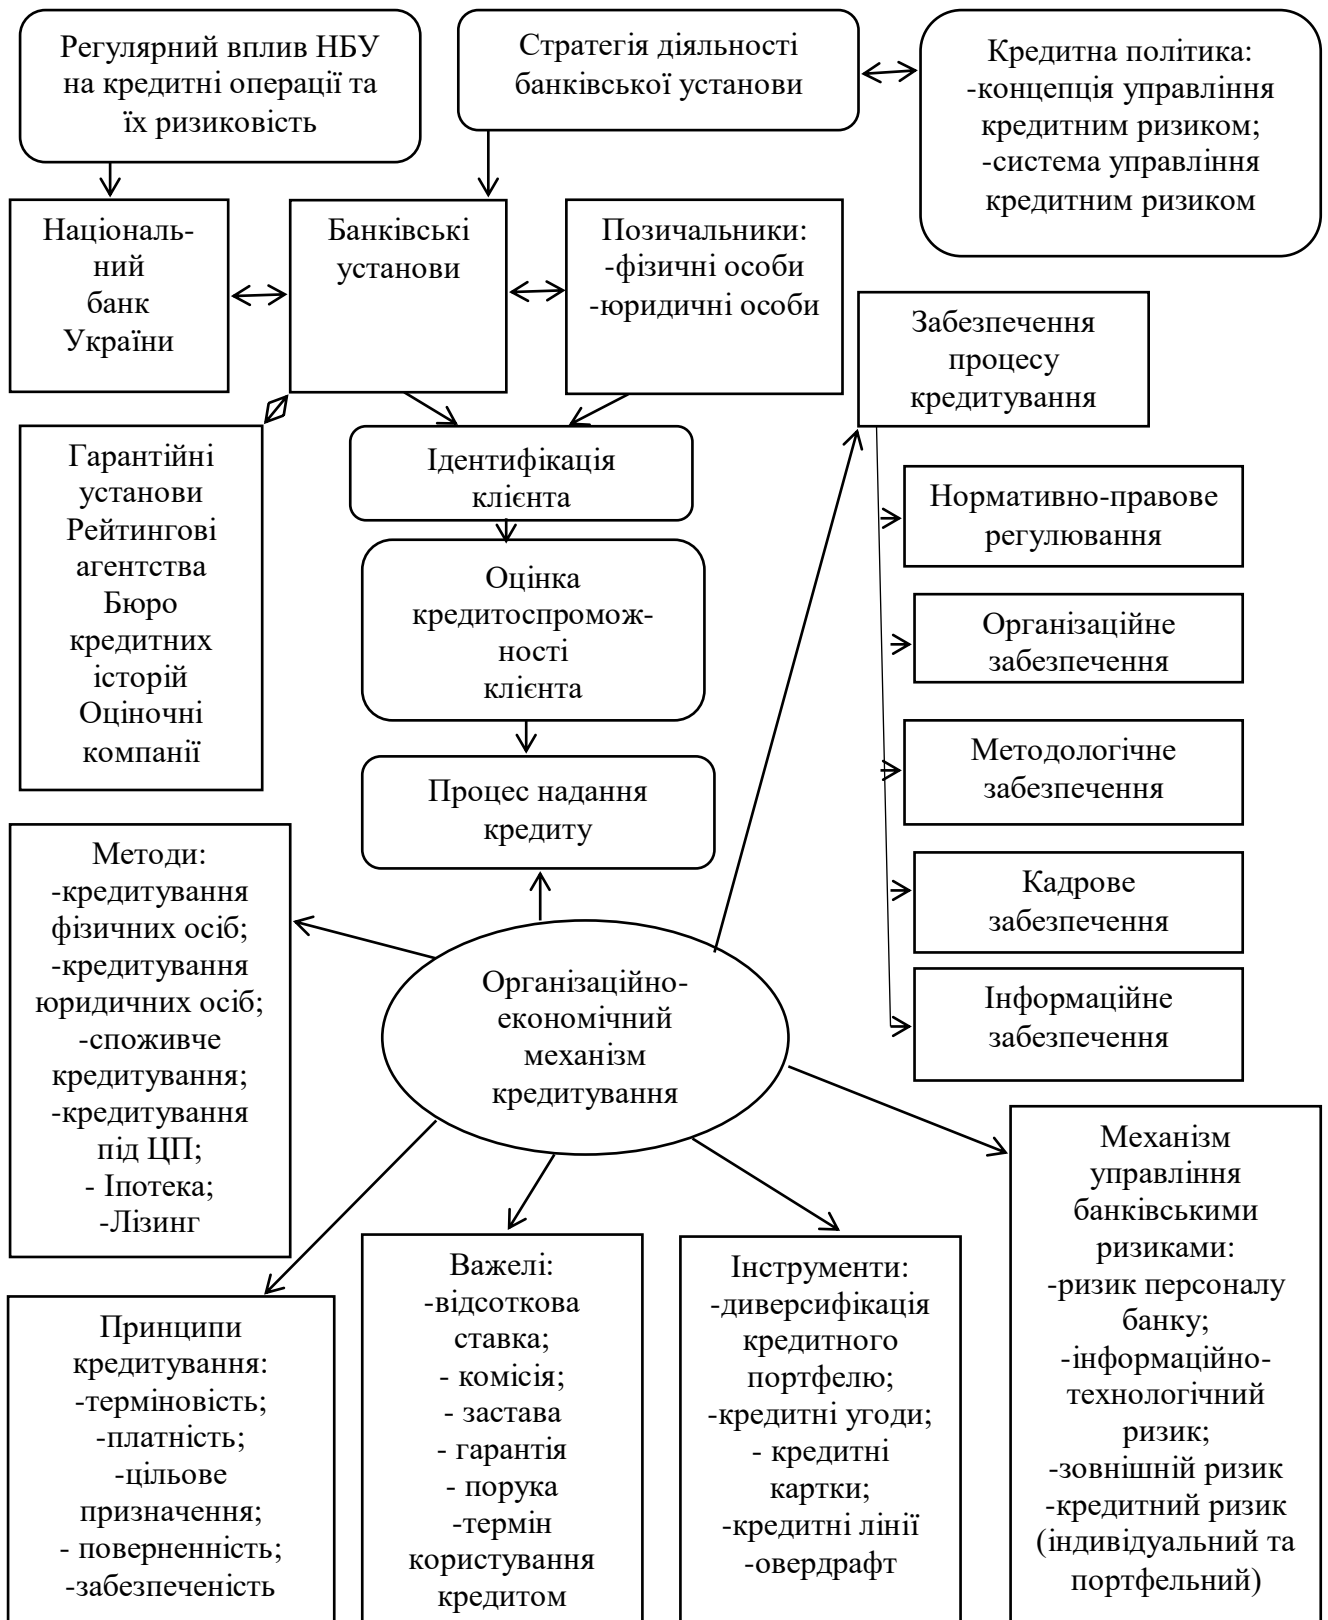 Регулярний вплив НБУ
на кредитні операції та
їх ризиковість
Стратегія діяльності
банківської установи
Кредитна політика:
-концепція управління
кредитним ризиком;
-система управління
кредитним ризиком
Національ-
ний
банк
України
Банківські
установи
Позичальники:
-фізичні особи
-юридичні особи
Забезпечення
процесу
кредитування
Гарантійні
установи
Рейтингові
агентства
Бюро
кредитних
історій
Оціночні
компанії
Ідентифікація
клієнта
Оцінка
кредитоспромож-
ності
клієнта
Процес надання
кредиту
Нормативно-правове
регулювання
Організаційне
забезпечення
Методологічне
забезпечення
Кадрове
забезпечення
Інформаційне
забезпечення
Методи:
-кредитування
фізичних осіб;
-кредитування
юридичних осіб;
-споживче
кредитування;
-кредитування
під ЦП;
- Іпотека;
-Лізинг
Організаційно-
економічний
механізм
кредитування
Принципи
кредитування:
-терміновість;
-платність;
-цільове
призначення;
- поверненність;
-забезпеченість
Важелі:
-відсоткова
ставка;
- комісія;
- застава
- гарантія
- порука
-термін
користування
кредитом
Інструменти:
-диверсифікація
кредитного
портфелю;
-кредитні угоди;
- кредитні
картки;
-кредитні лінії
-овердрафт
Механізм
управління
банківськими
ризиками:
-ризик персоналу
банку;
-інформаційно-
технологічний
ризик;
-зовнішній ризик
-кредитний ризик
(індивідуальний та
портфельний)